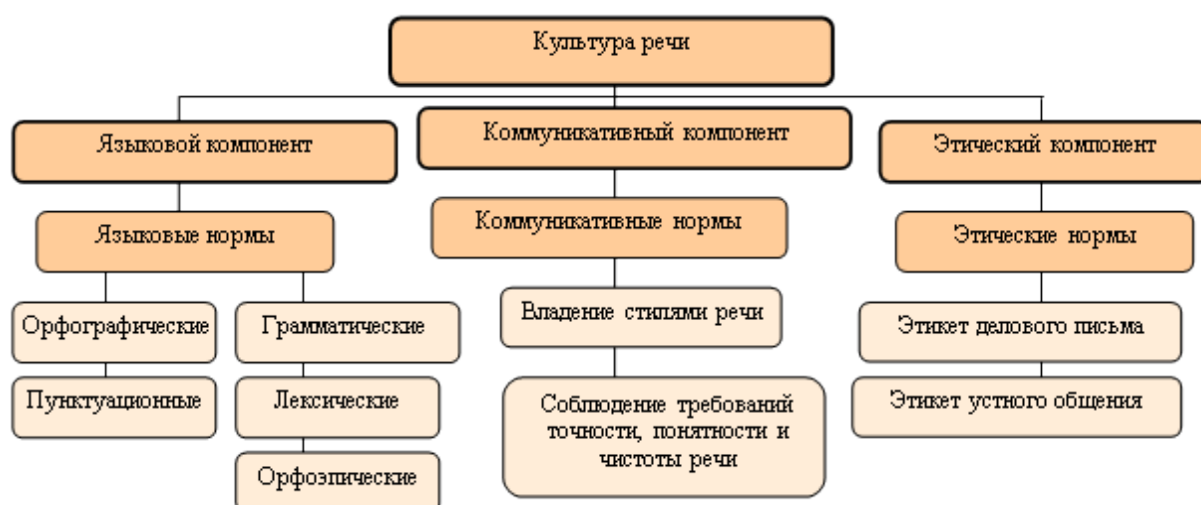 Культура речи
Языковой компонент
Коммуникативный компонент
Этический компонент
Языковые нормы
Коммуникативные нормы
Этические нормы
Орфографические
Грамматические
Владение стилями речи
Этикет делового письма
Пунктуационные
Лексические
Соблюдение требований
точности, понятности и
чистоты речи
Этикет устного общения
Орфоэпические